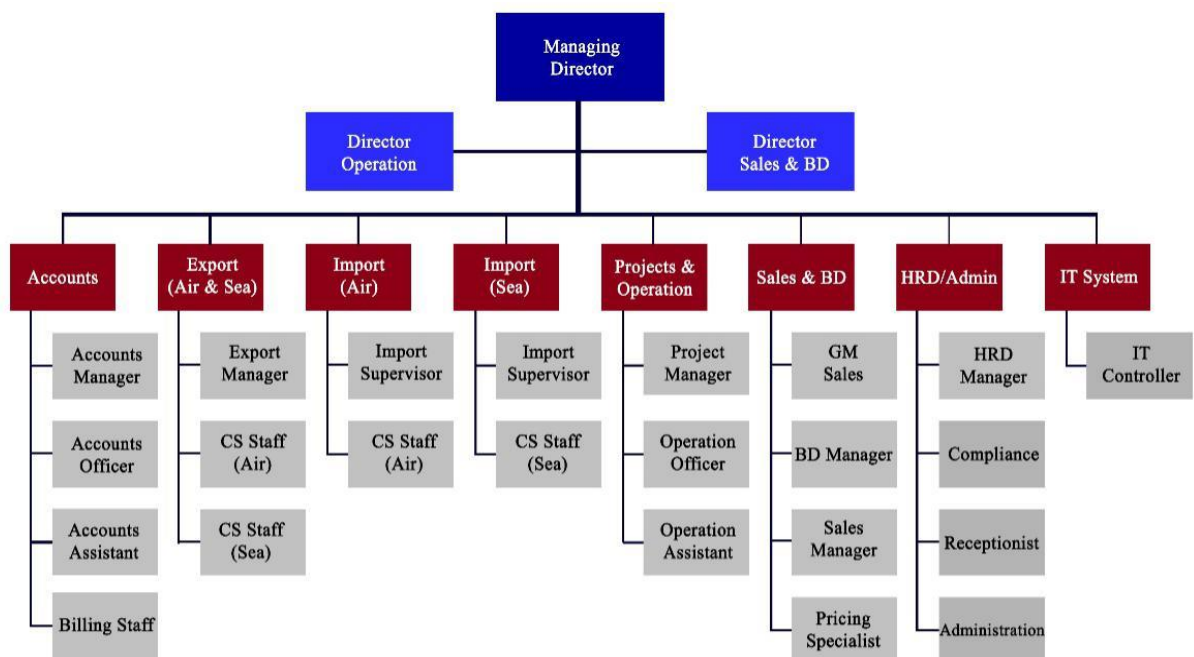 Managing
Director
Director
Operation
Director
Sales & BD
Accounts
Export
(Air & Sea)
Import
(Air)
Import
(Sea)
Projects &
Operation
Sales & BD
HRD/Admin
IT System
Accounts
Manager
Export
Manager
Import
Supervisor
Import
Supervisor
Project
Manager
GM
Sales
HRD
Manager
IT
Controller
Accounts
Officer
CS Staff
(Air)
CS Staff
(Air)
CS Staff
(Sea)
Operation
Officer
BD Manager
Compliance
Accounts
Assistant
CS Staff
(Sea)
Operation
Assistant
Sales
Manager
Receptionist
Billing Staff
Pricing
Specialist
Administration